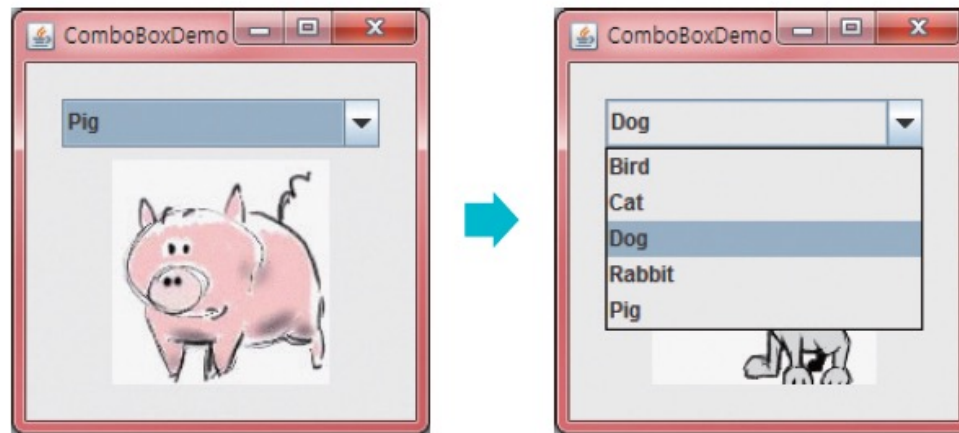 ComboBoxDemo
Pig
ComboBoxDemo
Dog
Bird
Cat
Dog
Rabbit
Pig